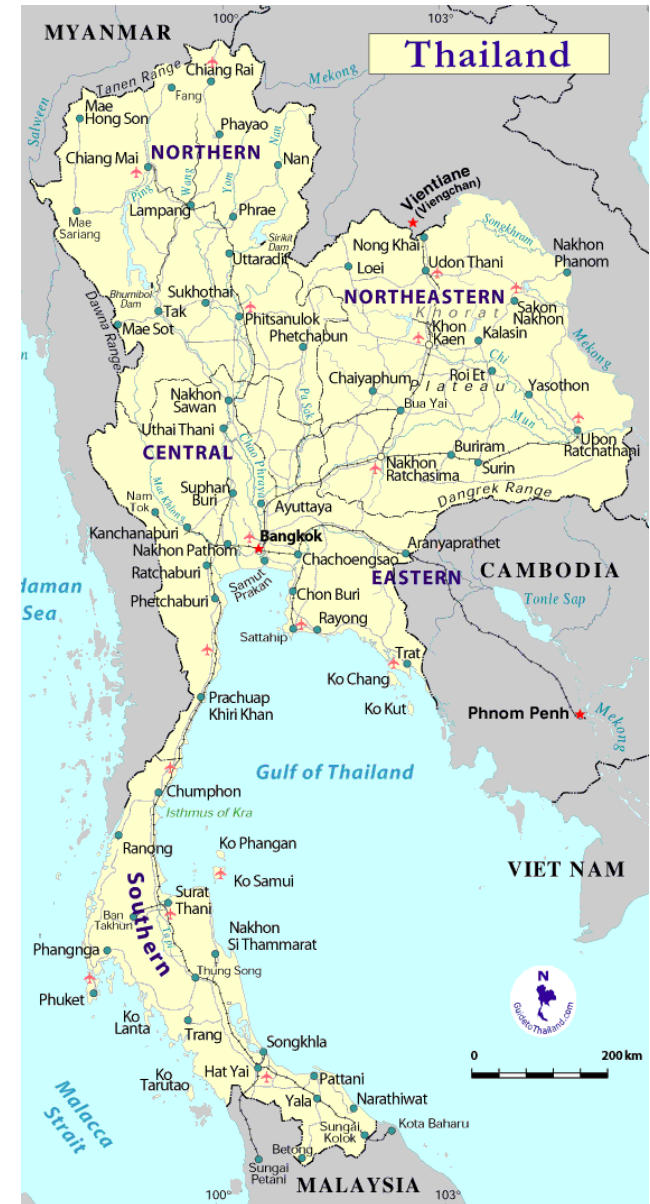 100°
103°
MYANMAR
Thailand
Tanen Range
Chiang Rai
Mekong
Fang
Salween
Mae
Hong Son
Phayao
Nan
NORTHERN
Chiang Mai
Nan
Ping
Wang
Yom
Vientiane
(Viengchan)
Lampang
Phrae
Mae
Sariang
Songkhram
Sirikit
Dam
Nong Khai
Nakhon
Phanom
Uttaradit
Loei
Udon Thani
Bhumibol
Dam
Sukhothai
NORTHEASTERN
Tak
Phitsanulok
Khorat
Sakon
Nakhon
Dawna Range
Mae Sot
Phetchabun
Khon
Kaen
Kalasin
Mekong
Chi
Chaiyaphum
Roi Et
Plateau
Yasothon
Nakhon
Sawan
Pa Sak
Bua Yai
Mun
Uthai Thani
CENTRAL
Chao Phraya
Buriram
Ubon
Ratchathani
Nakhon
Ratchasima
Surin
Suphan
Buri
Mae Khlong
Nam
Tok
Ayuttaya
Dangrek Range
Kanchanaburi
Bangkok
Nakhon Pathom
Chachoengsao
Aranyaprathet
Ratchaburi
Samut
Prakan
EASTERN
CAMBODIA
daman
Sea
Phetchaburi
Chon Buri
Tonle Sap
Rayong
Sattahip
Trat
Ko Chang
Prachuap
Khiri Khan
Ko Kut
Phnom Penh
Mekong
Gulf of Thailand
Chumphon
Isthmus of Kra
Ranong
Ko Phangan
VIET NAM
Ko Samui
Southern
Surat
Thani
Ban
Takhun
Tapi
Nakhon
Si Thammarat
Phangnga
Thung Song
N
GuidetoThailand.com
Phuket
Ko
Lanta
Trang
Songkhla
0
200 km
Hat Yai
Ko
Tarutao
Pattani
Malacca
Strait
Yala
Narathiwat
Sungai
Kolok
Kota Baharu
Betong
Sungai
Petani
MALAYSIA
100°
103°